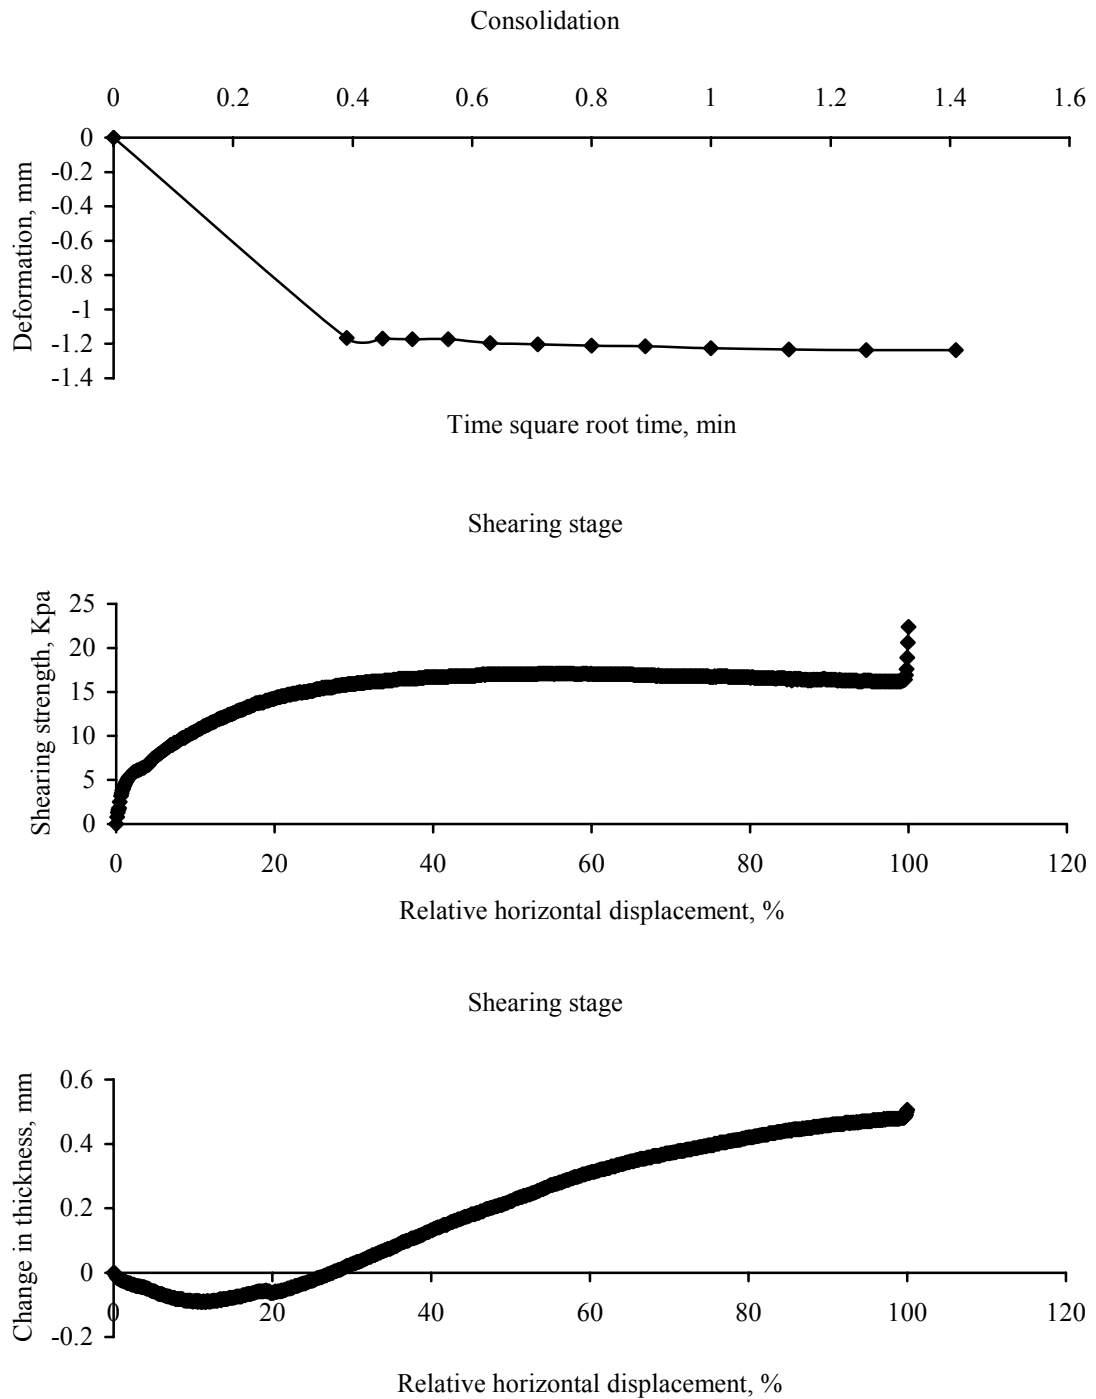 Consolidation
0 0.2 0.4 0.6 0.8 1 1.2 1.4 1.6
0
-0.2
-0.4
-0.6
-0.8
-1
-1.2
-1.4
Deformation, mm
Time square root time, min
Shearing stage
25
20
15
10
5
0
Shearing strength, Kpa
0 20 40 60 80 100 120
Relative horizontal displacement, %
Shearing stage
0.6
0.4
0.2
0
-0.2
Change in thickness, mm
0 20 40 60 80 100 120
Relative horizontal displacement, %